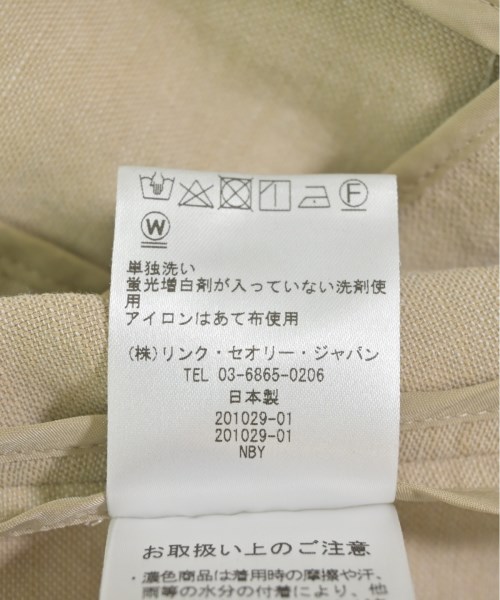 F
W
単独洗い
蛍光増白剤が入っていない洗剤使
用
アイロンはあて布使用
(株)リンク・セオリー・ジャパン
TEL 03-6865-0206
日本製
201029-01
201029-01
NBY
お取扱い上のご注意
・濃色商品は着用時の摩擦や汗、
雨等の水分の付着により、他